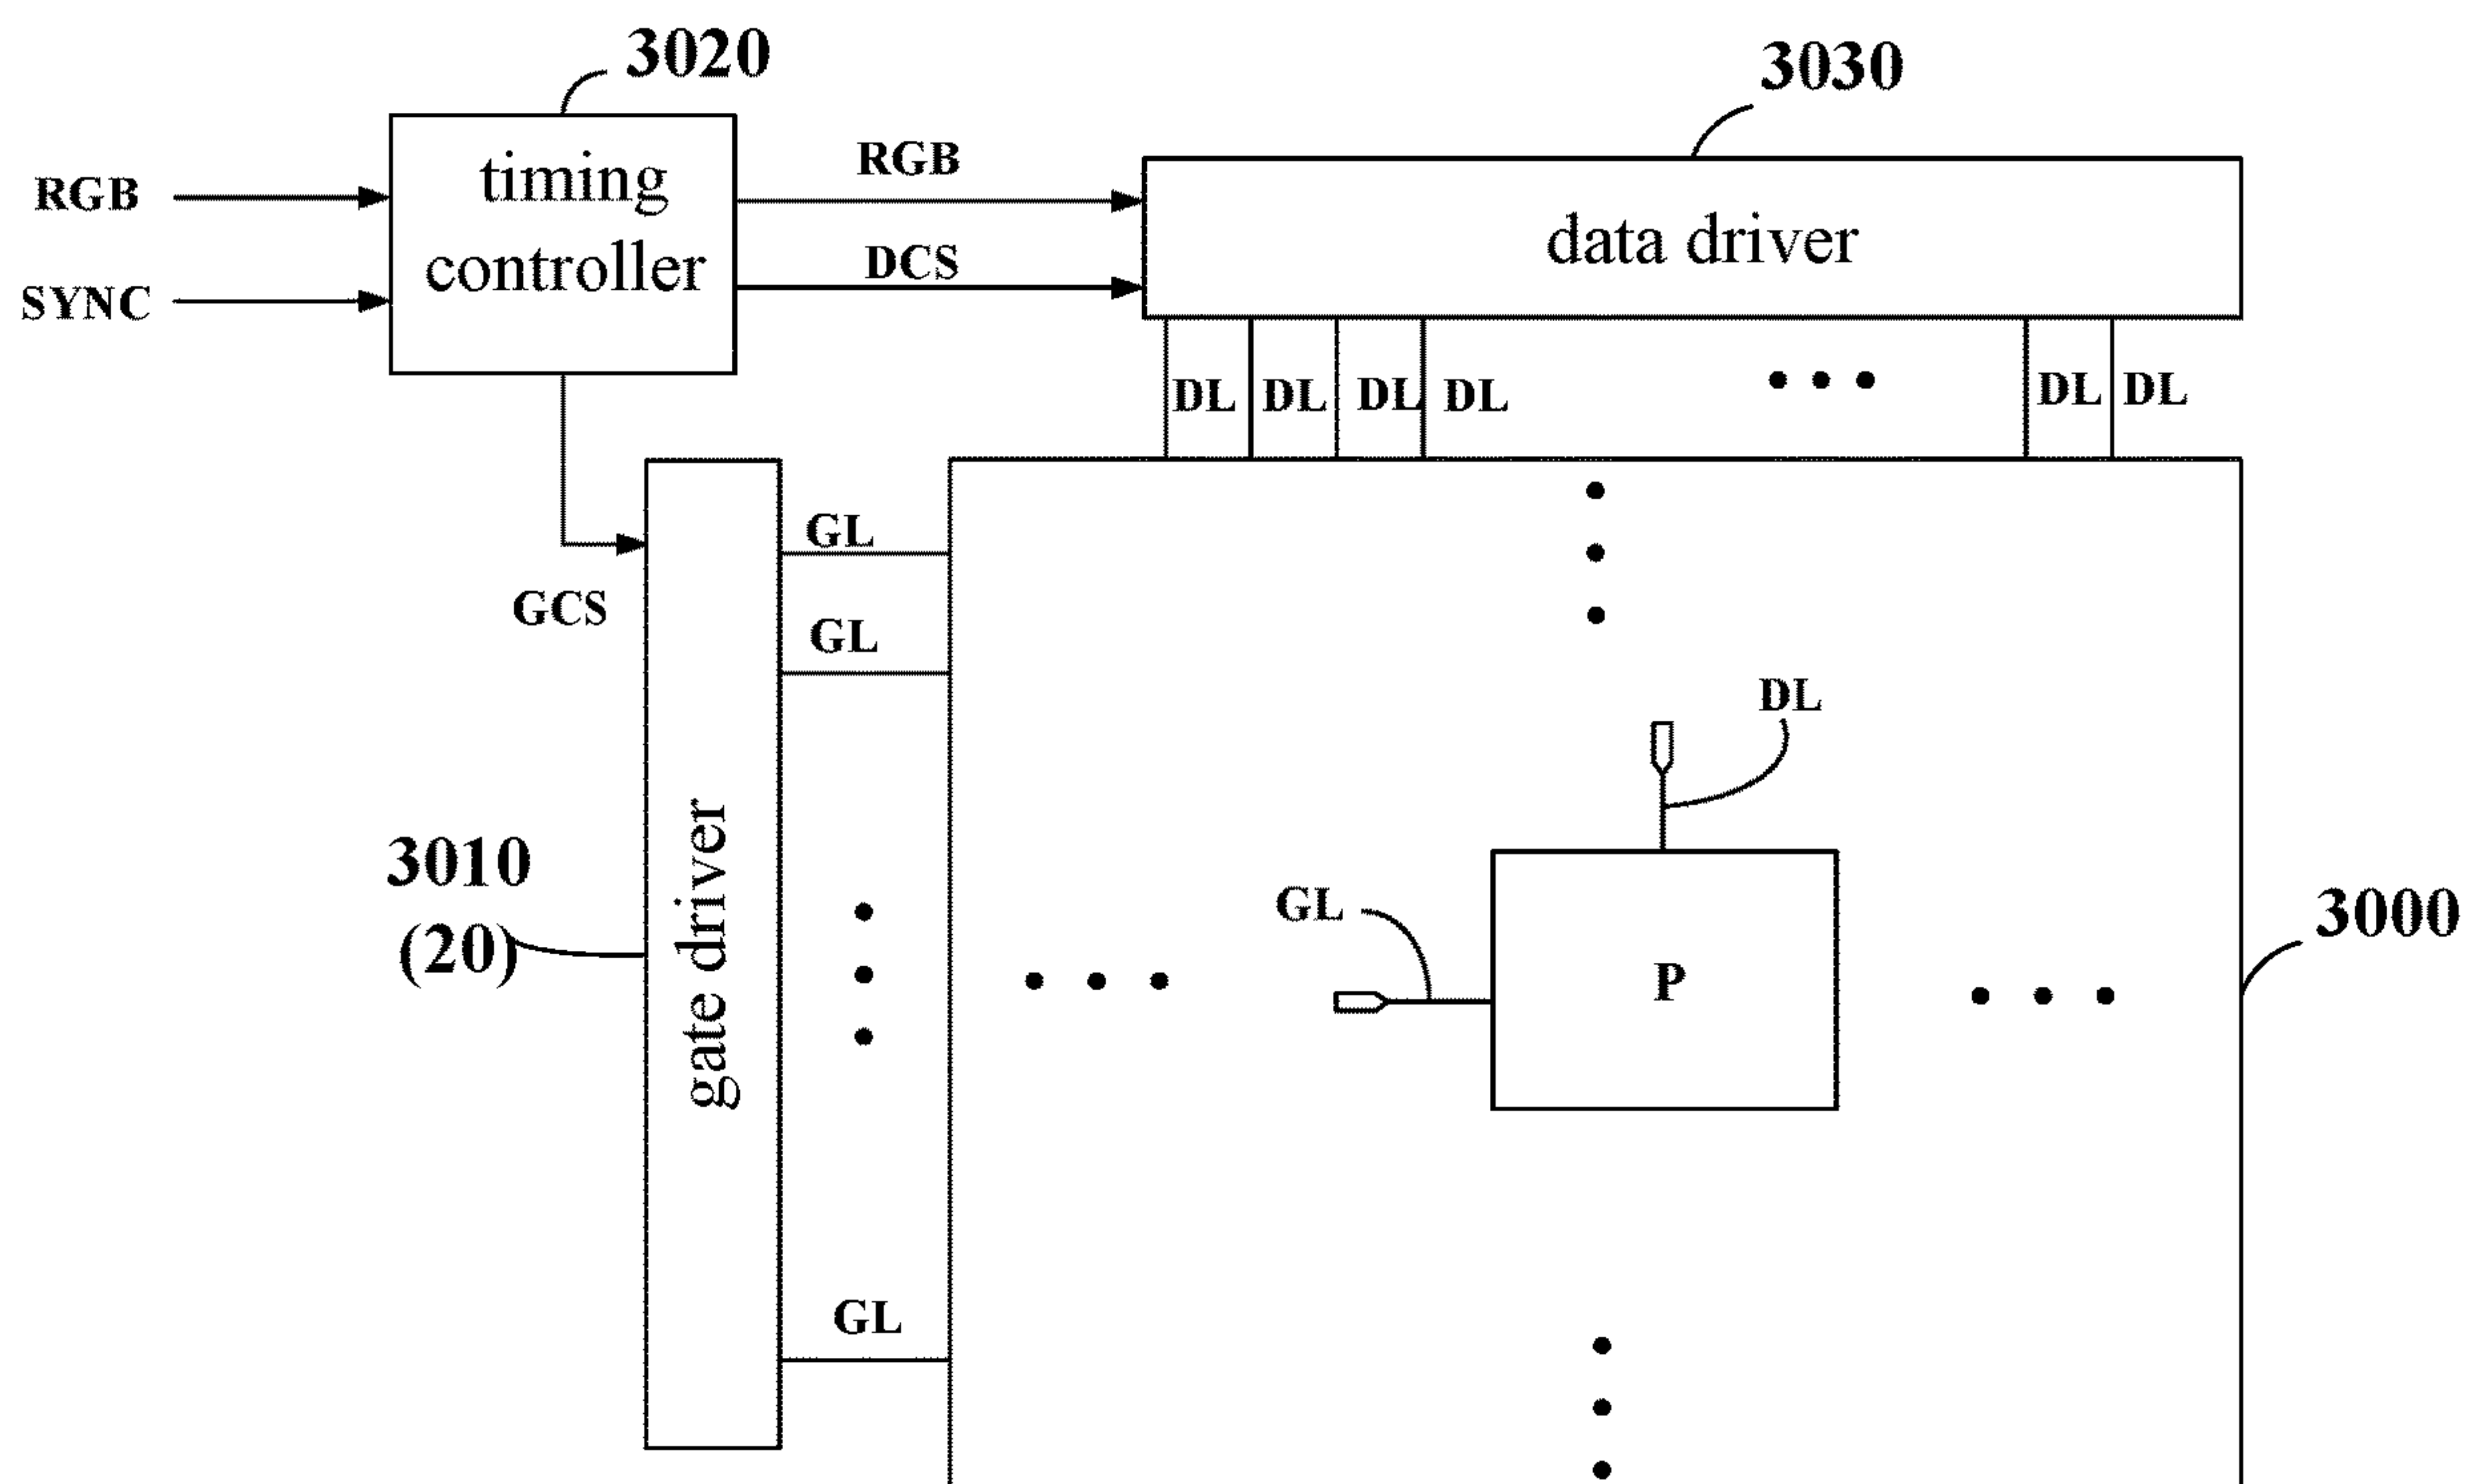 3020
3030
RGB
timing
controller
RGB
data driver
SYNC
DCS
DL DL DL DL DL DL
GL
GCS
GL
DL
3010
(20)
gate driver
GL
P
3000
GL